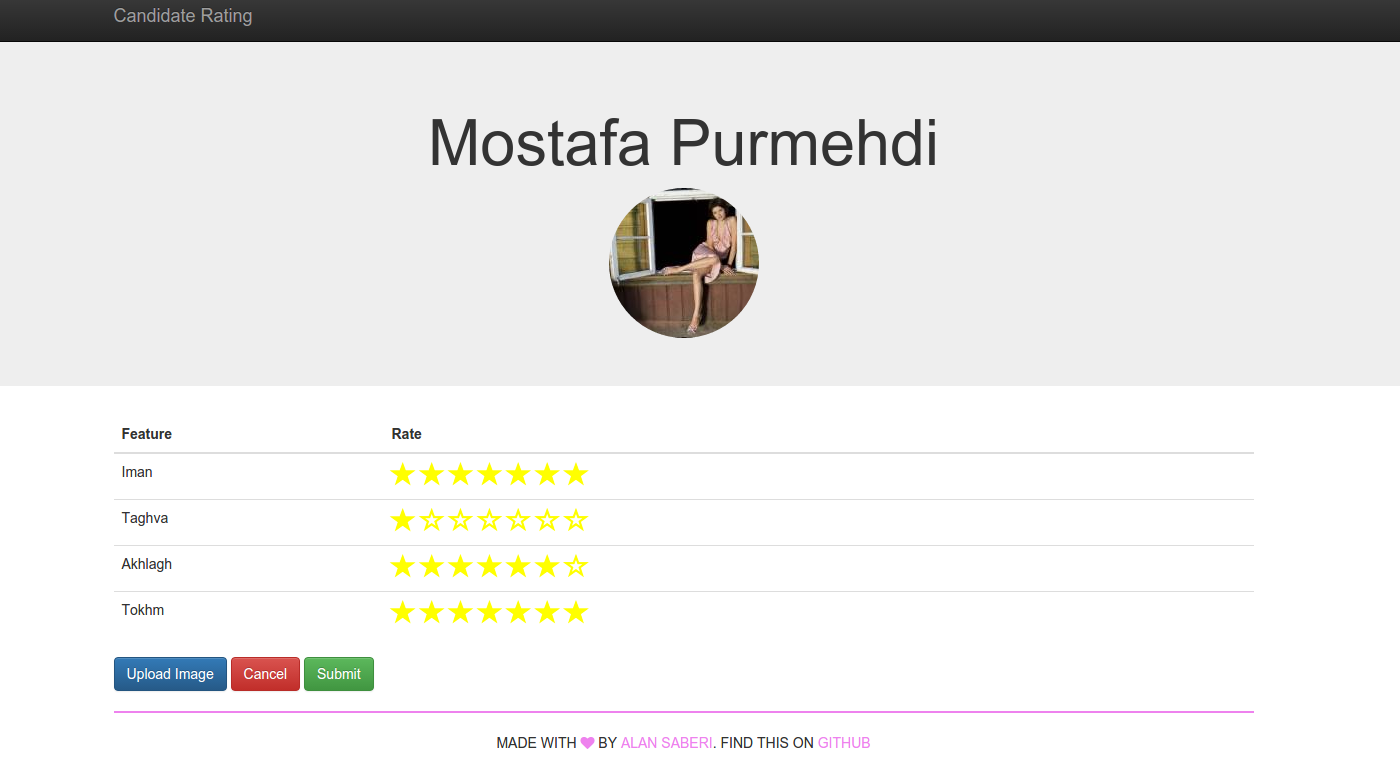 Candidate Rating
Mostafa Purmehdi
Feature Rate
Iman
Taghva
Akhlagh
Tokhm
Upload Image Cancel Submit
MADE WITH BY ALAN SABERI. FIND THIS ON GITHUB